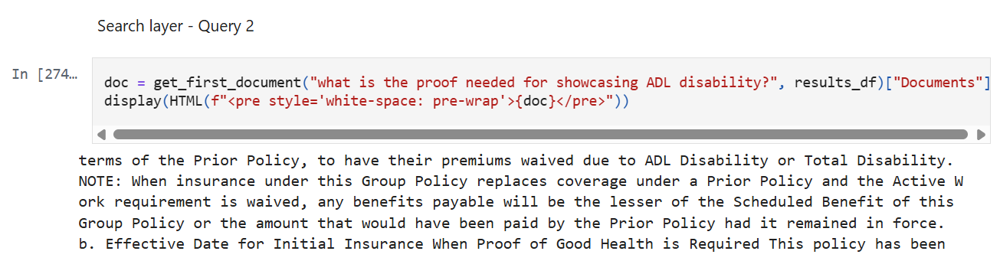 Search layer - Query 2
In [274…
doc = get_first_document("what is the proof needed for showcasing ADL disability?", results_df)["Documents"]
display(HTML(f"<pre style='white-space: pre-wrap'>{doc}</pre>"))
terms of the Prior Policy, to have their premiums waived due to ADL Disability or Total Disability.
NOTE: When insurance under this Group Policy replaces coverage under a Prior Policy and the Active W
ork requirement is waived, any benefits payable will be the lesser of the Scheduled Benefit of this
Group Policy or the amount that would have been paid by the Prior Policy had it remained in force.
b. Effective Date for Initial Insurance When Proof of Good Health is Required This policy has been